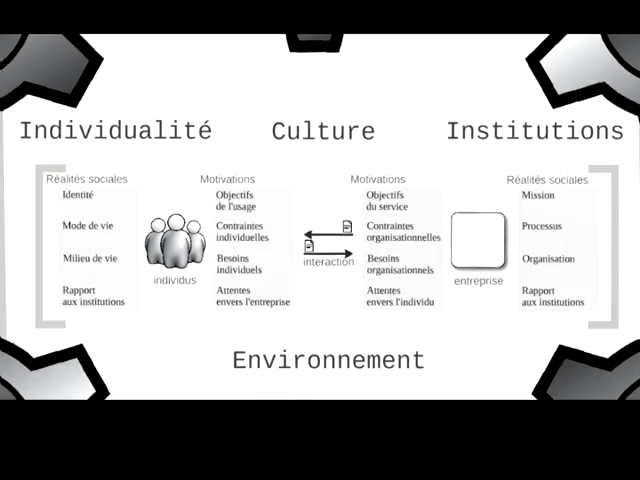 Individualité
Culture
Institutions
Réalités sociales
Identité
Mode de vie
Milieu de vie
Rapport
aux institutions
individus
Motivations
Objectifs
de l'usage
Contraintes
individuelles
Besoins
individuels
Attentes
envers l'entreprise
interaction
Motivations
Objectifs
du service
Contraintes
organisationnelles
Besoins
organisationnels
Attentes
envers l'individu
entreprise
Réalités sociales
Mission
Processus
Organisation
Rapport
aux institutions
Environnement